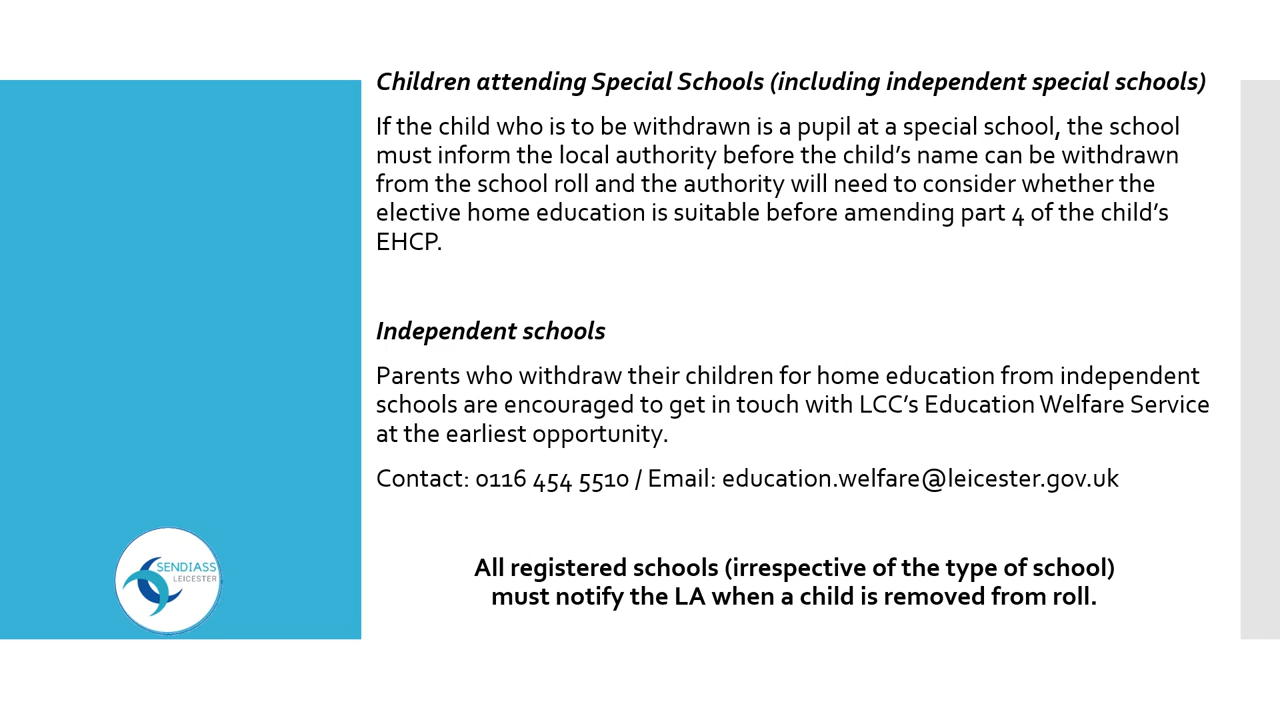 Children attending Special Schools (including independent special schools)
If the child who is to be withdrawn is a pupil at a special school, the school
must inform the local authority before the child’s name can be withdrawn
from the school roll and the authority will need to consider whether the
elective home education is suitable before amending part 4 of the child’s
EHCP.
Independent schools
Parents who withdraw their children for home education from independent
schools are encouraged to get in touch with LCC’s Education Welfare Service
at the earliest opportunity.
Contact: 0116 454 5510 / Email: education.welfare@leicester.gov.uk
All registered schools (irrespective of the type of school)
must notify the LA when a child is removed from roll.
SENDIASS
LEICESTER